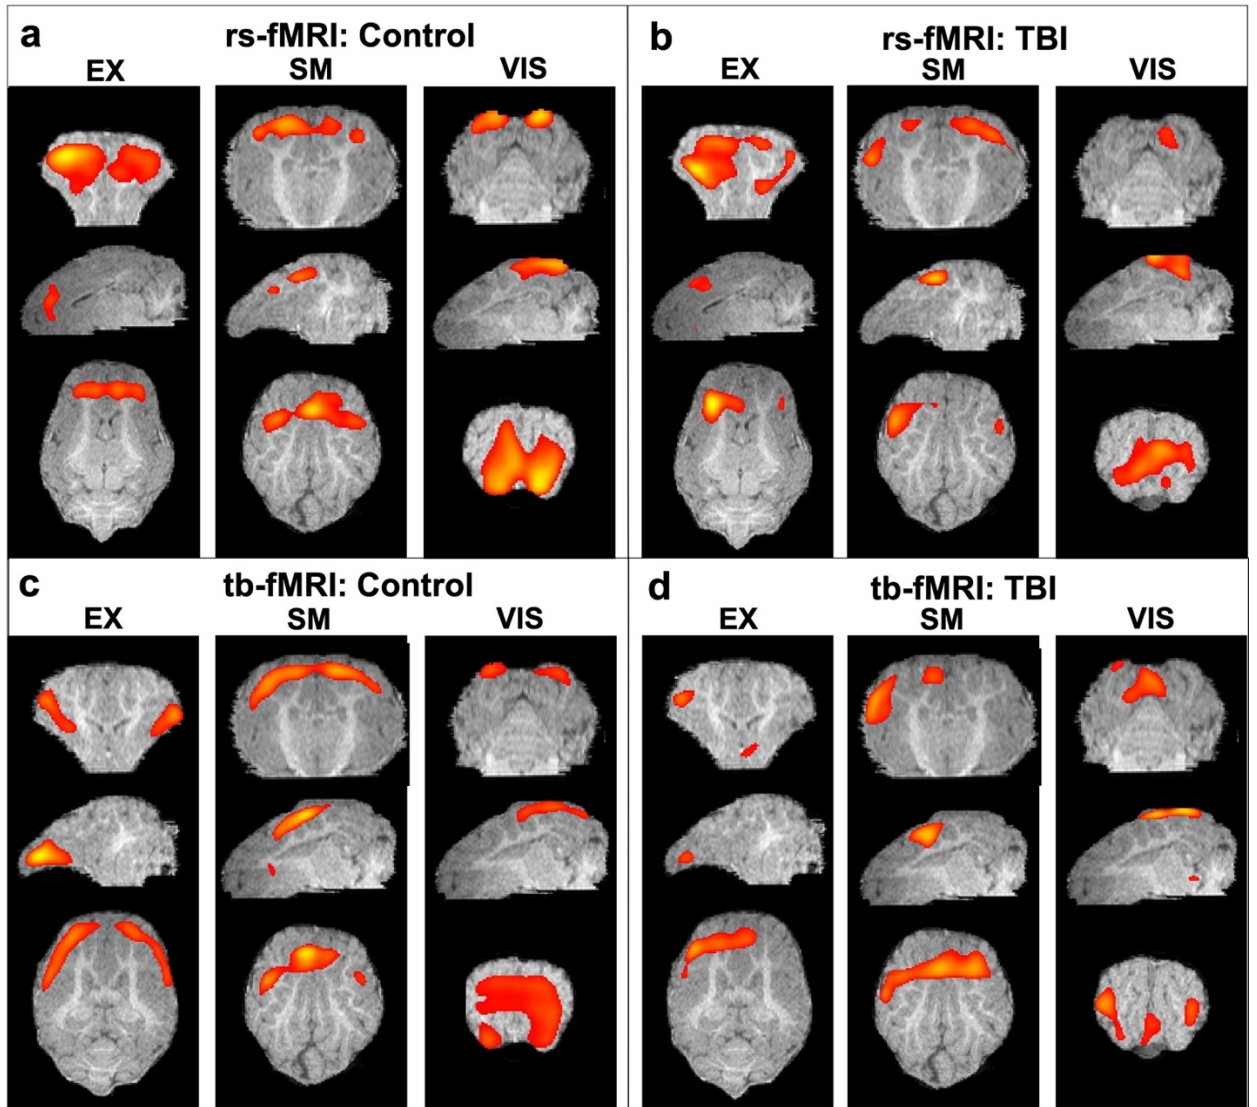 a rs-fMRI: Control
EX SM VIS
b rs-fMRI: TBI
EX SM VIS
c tb-fMRI: Control
EX SM VIS
d tb-fMRI: TBI
EX SM VIS